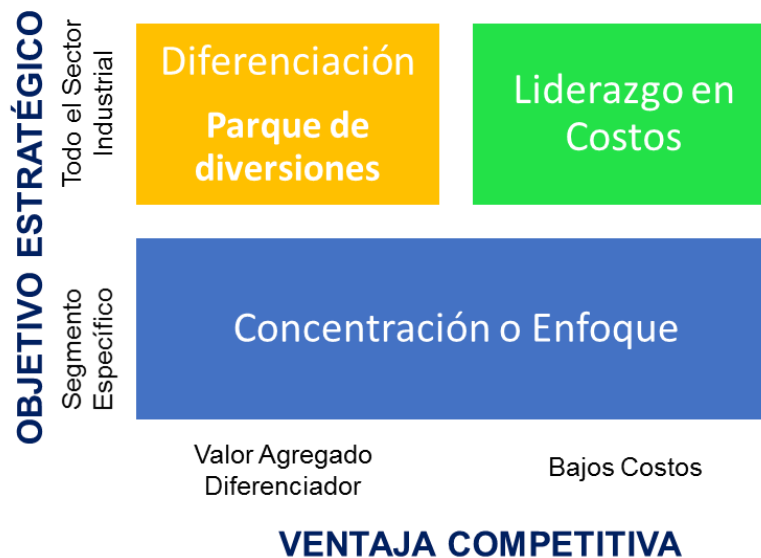 OBJETIVO ESTRATÉGICO
Todo el Sector
Industrial
Diferenciación
Parque de
diversiones
Liderazgo en
Costos
Segmento
Específico
Concentración o Enfoque
Valor Agregado
Diferenciador
Bajos Costos
VENTAJA COMPETITIVA